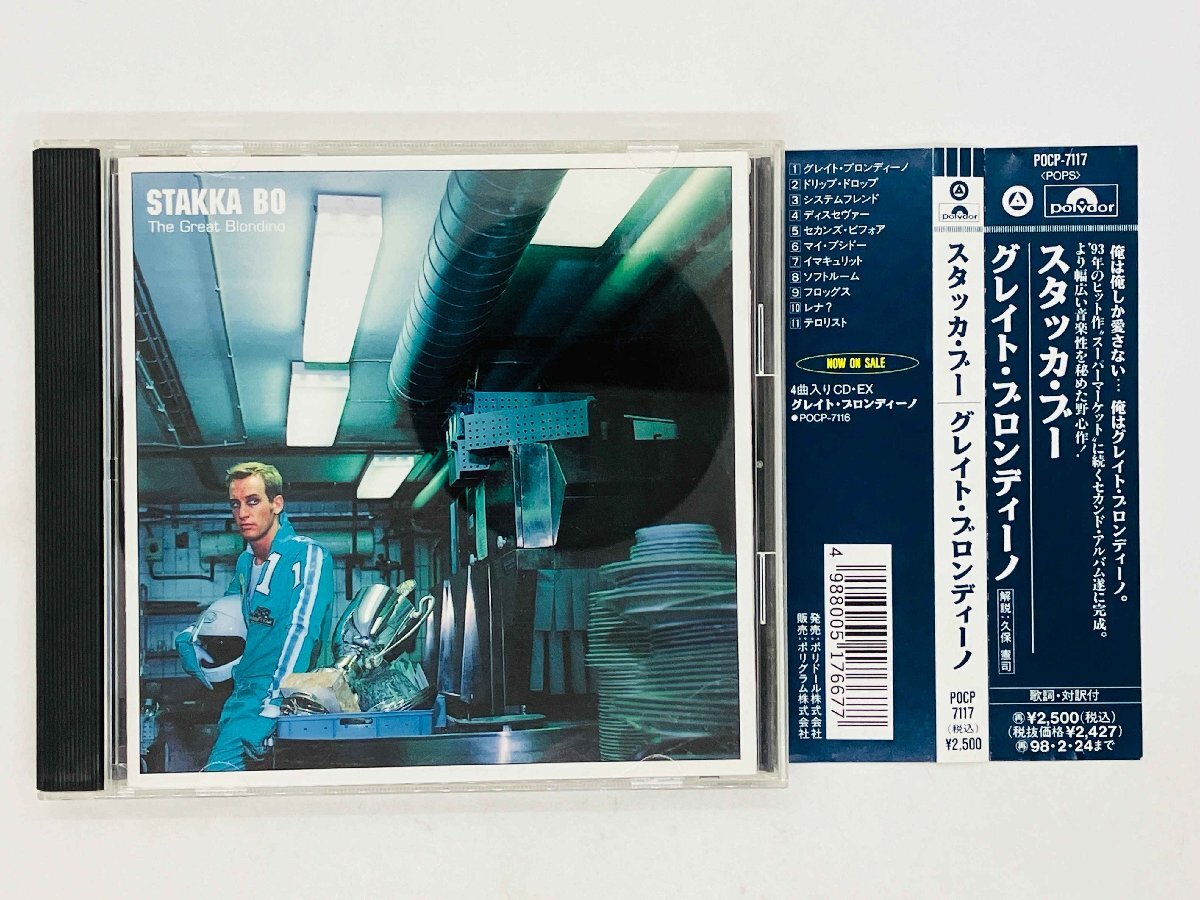 STAKKA BO
The Great Blondino
1
1
1 グレイト・ブロンディーノ
2 ドリップ・ドロップ
3 システムフレンド
4 ディスセヴァー
5 セカンズ・ビフォア
6 マイ・ブシドー
7 イマキュリット
8 ソフトルーム
9 フロッグス
10 レナ?
11 テロリスト
NOW ON SALE
4曲入りCD・EX
グレイト・ブロンディーノ
●POCP-7116
4 988005 176677
発売:ポリドール株式会社
販売:ポリグラム株式会社
polydor
スタッカ・ブー
グレイト・ブロンディーノ
POCP
7117
(税込)
¥2,500
POCP-7117
〈POPS〉
polydor
俺は俺しか愛さない… 俺はグレイト・ブロンディーノ。
'93年のヒット作“スーパーマーケット”に続くセカンド・アルバム遂に完成。
より幅広い音楽性を秘めた野心作!
スタッカ・ブー
グレイト・ブロンディーノ
解説:久保 憲司
歌詞・対訳付
再¥2,500(税込)
(税抜価格¥2,427)
再98・2・24まで